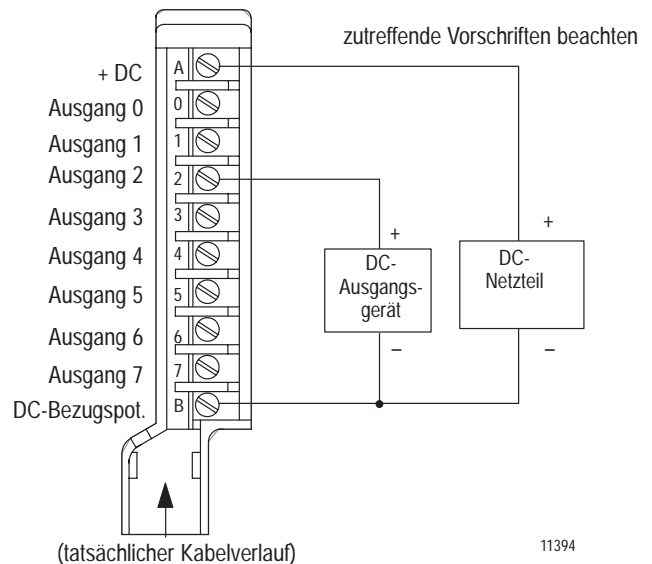 zutreffende Vorschriften beachten
+ DC
A
Ausgang 0
0
Ausgang 1
1
Ausgang 2
2
Ausgang 3
3
Ausgang 4
4
Ausgang 5
5
Ausgang 6
6
Ausgang 7
7
DC-Bezugspot.
B
+
DC-
Ausgangs-
gerät
–
+
DC-
Netzteil
–
(tatsächlicher Kabelverlauf)
11394